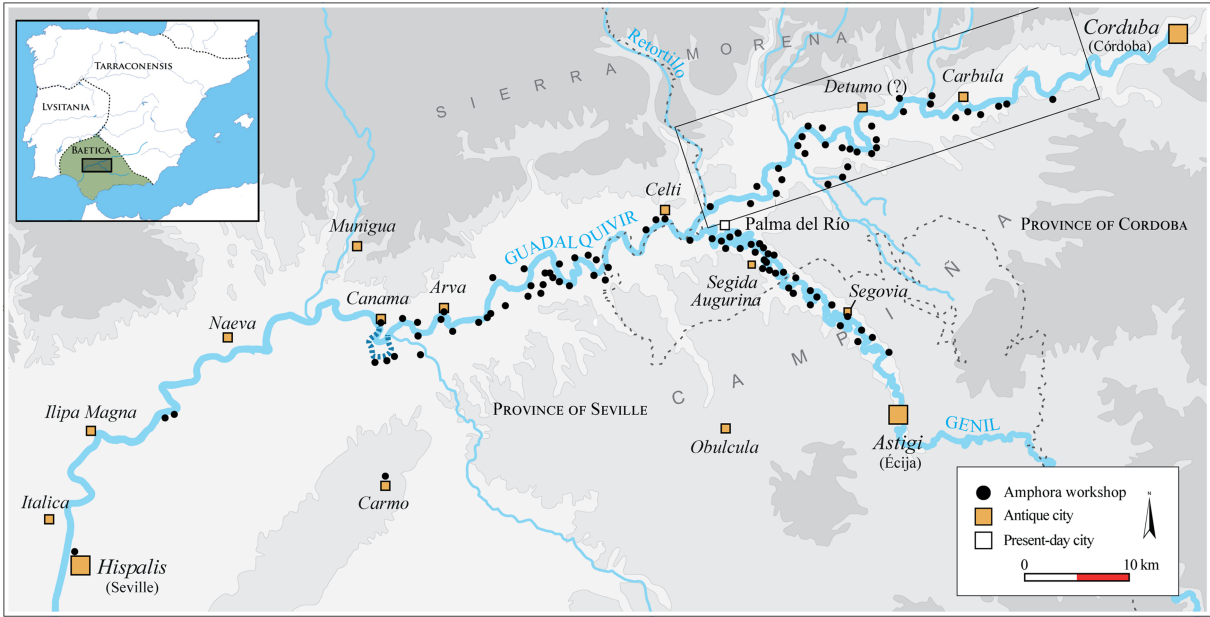 TARRACONENSIS
LVSITANIA
BAETICA
Retortillo
SIERRA MORENA
Corduba
(Córdoba)
Detumo (?)
Carbula
Celti
Palma del Río
PROVINCE OF CORDOBA
GUADALQUIVIR
Munigua
Segida
Augurina
Segovia
Arva
Canama
Naeva
CAMPIÑA
PROVINCE OF SEVILLE
Ilipa Magna
Obulcula
Astigi
(Écija)
GENIL
Carmo
Italica
Hispalis
(Seville)
Amphora workshop
Antique city
Present-day city
N
0 10 km